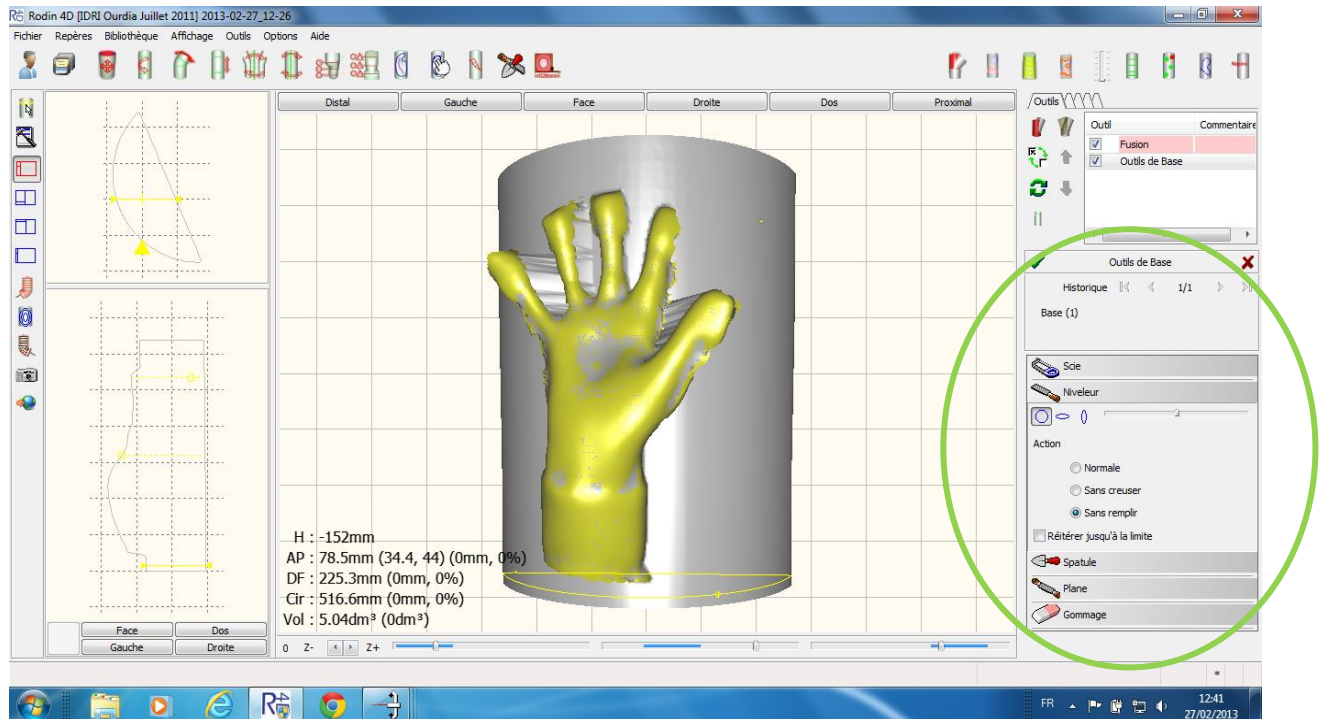 Rodin 4D [IDRI Ourdia Juillet 2011] 2013-02-27_12-26
Fichier Repères Bibliothèque Affichage Outils Options Aide
Distal Gauche Face Droite Dos Proximal
Outils
Outil Commentaire
Fusion
Outils de Base
Outils de Base
Historique 1/1
Base (1)
Scie
Niveleur
Action
Normale
Sans creuser
Sans remplir
Réitérer jusqu'à la limite
Spatule
Plane
Gommage
H : -152mm
AP : 78.5mm (34.4, 44) (0mm, 0%)
DF : 225.3mm (0mm, 0%)
Cir : 516.6mm (0mm, 0%)
Vol : 5.04dm³ (0dm³)
Face Dos
Gauche Droite
0 Z- Z+
FR
12:41
27/02/2013